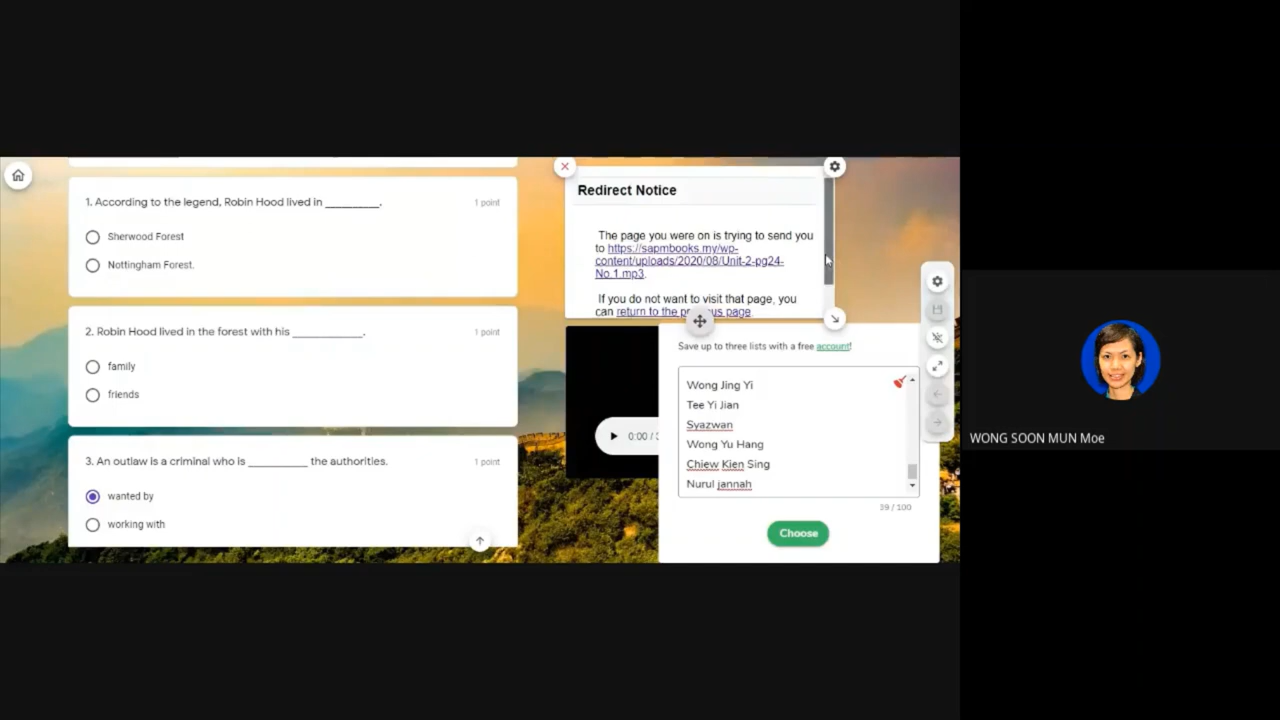 1. According to the legend, Robin Hood lived in _________.
1 point
Sherwood Forest
Nottingham Forest.
2. Robin Hood lived in the forest with his ___________.
1 point
family
friends
3. An outlaw is a criminal who is __________ the authorities.
1 point
wanted by
working with
Redirect Notice
The page you were on is trying to send you
to https://sapmbooks.my/wp-
content/uploads/2020/08/Unit-2-pg24-
No.1.mp3.
If you do not want to visit that page, you
can return to the previous page.
0:00 /
Save up to three lists with a free account!
Wong Jing Yi
Tee Yi Jian
Syazwan
Wong Yu Hang
Chiew Kien Sing
Nurul jannah
29 / 100
Choose
WONG SOON MUN Moe